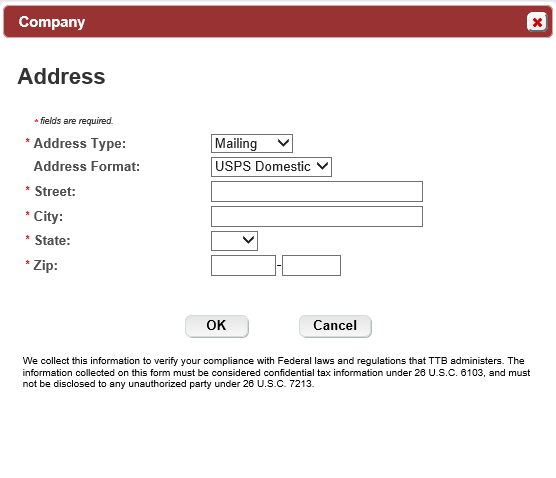 Company
Address
* fields are required.
* Address Type: Mailing
Address Format: USPS Domestic
* Street:
* City:
* State:
* Zip: -
OK Cancel
We collect this information to verify your compliance with Federal laws and regulations that TTB administers. The
information collected on this form must be considered confidential tax information under 26 U.S.C. 6103, and must
not be disclosed to any unauthorized party under 26 U.S.C. 7213.